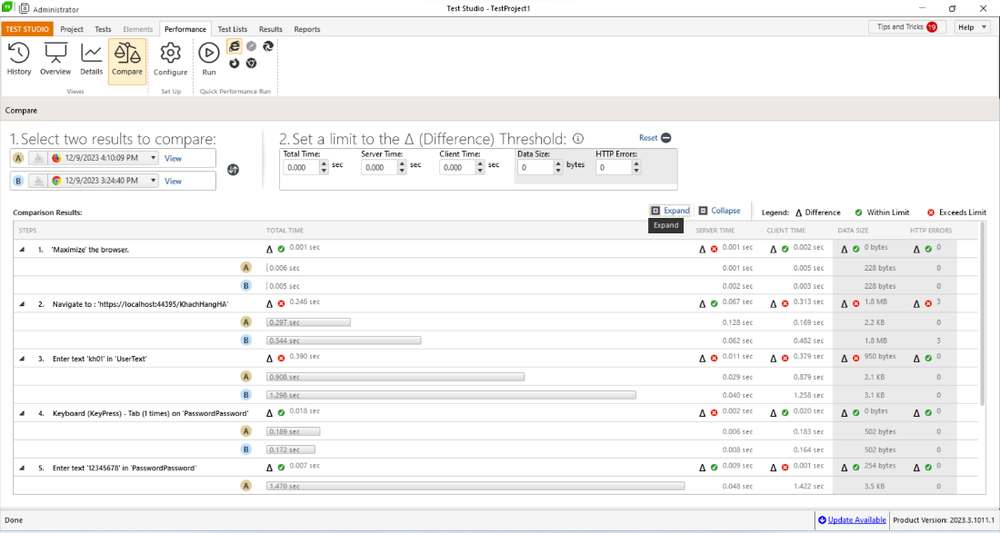 TS Administrator
Test Studio - TestProject1
TEST STUDIO Project Tests Elements Performance Test Lists Results Reports
Tips and Tricks 19 Help
History Overview Details Compare Configure Run
Views Set Up Quick Performance Run
Compare
1.Select two results to compare:
A 12/9/2023 4:10:09 PM View
B 12/9/2023 3:24:40 PM View
2.Set a limit to the Δ (Difference) Threshold:
Reset
Total Time: Server Time: Client Time: Data Size: HTTP Errors:
0.000 sec 0.000 sec 0.000 sec 0 bytes 0
Comparison Results:
Expand Collapse
Legend: Δ Difference Within Limit Exceeds Limit
Expand
STEPS TOTAL TIME SERVER TIME CLIENT TIME DATA SIZE HTTP ERRORS
1. 'Maximize' the browser. Δ 0.001 sec Δ 0.001 sec Δ 0.002 sec Δ 0 bytes Δ 0
A 0.006 sec 0.001 sec 0.005 sec 228 bytes 0
B 0.005 sec 0.002 sec 0.003 sec 228 bytes 0
2. Navigate to : 'https://localhost:44395/KhachHangHA' Δ 0.246 sec Δ 0.067 sec Δ 0.313 sec Δ 1.8 MB Δ 3
A 0.297 sec 0.128 sec 0.169 sec 2.2 KB 0
B 0.544 sec 0.062 sec 0.482 sec 1.8 MB 3
3. Enter text 'kh01' in 'UserText' Δ 0.390 sec Δ 0.011 sec Δ 0.379 sec Δ 950 bytes Δ 0
A 0.908 sec 0.029 sec 0.879 sec 2.1 KB 0
B 1.298 sec 0.040 sec 1.258 sec 3.1 KB 0
4. Keyboard (KeyPress) - Tab (1 times) on 'PasswordPassword' Δ 0.018 sec Δ 0.002 sec Δ 0.020 sec Δ 0 bytes Δ 0
A 0.189 sec 0.006 sec 0.183 sec 502 bytes 0
B 0.172 sec 0.008 sec 0.164 sec 502 bytes 0
5. Enter text '12345678' in 'PasswordPassword' Δ 0.007 sec Δ 0.009 sec Δ 0.001 sec Δ 254 bytes Δ 0
A 1.470 sec 0.048 sec 1.422 sec 3.5 KB 0
Done
Update Available Product Version: 2023.3.1011.1